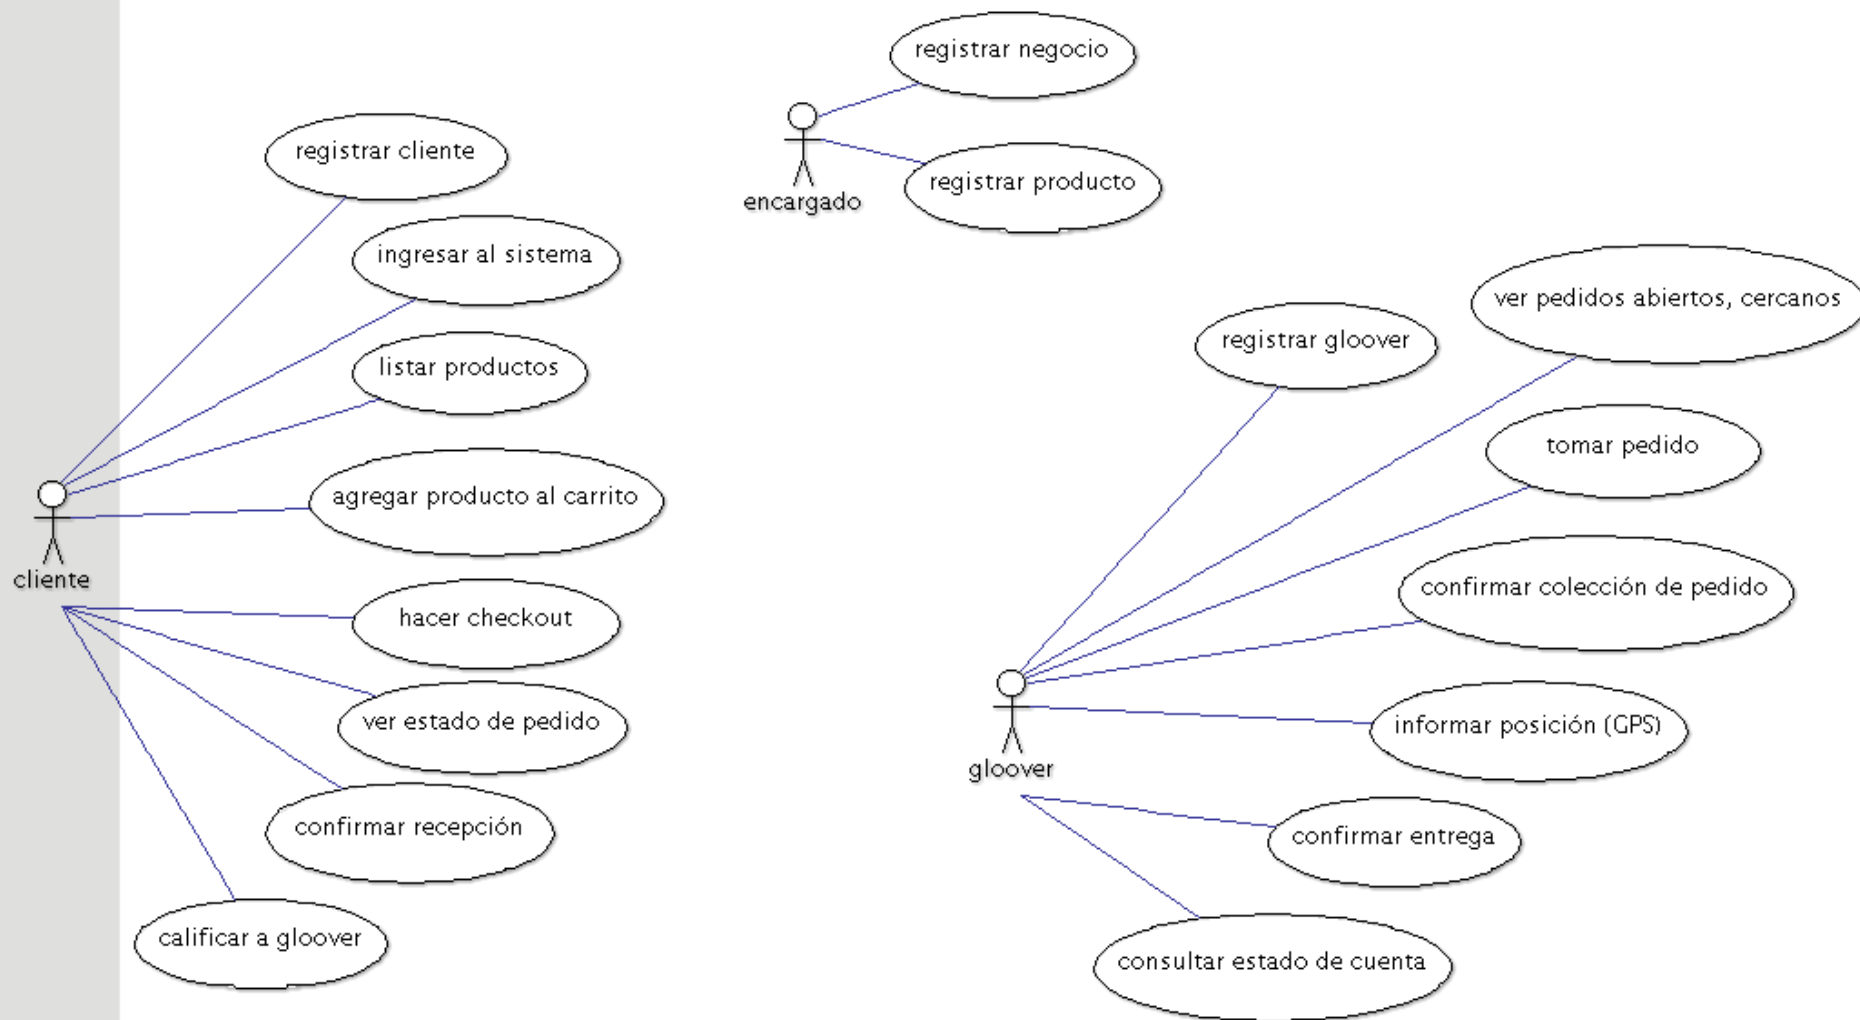 registrar negocio
registrar producto
encargado
registrar cliente
ingresar al sistema
listar productos
agregar producto al carrito
cliente
hacer checkout
ver estado de pedido
confirmar recepción
calificar a gloover
ver pedidos abiertos, cercanos
registrar gloover
tomar pedido
confirmar colección de pedido
informar posición (GPS)
gloover
confirmar entrega
consultar estado de cuenta